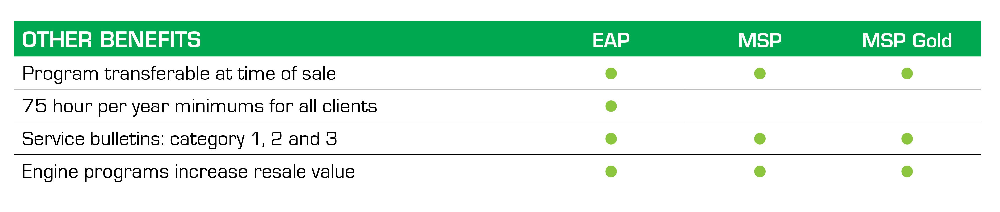 OTHER BENEFITS EAP MSP MSP Gold
Program transferable at time of sale
75 hour per year minimums for all clients
Service bulletins: category 1, 2 and 3
Engine programs increase resale value